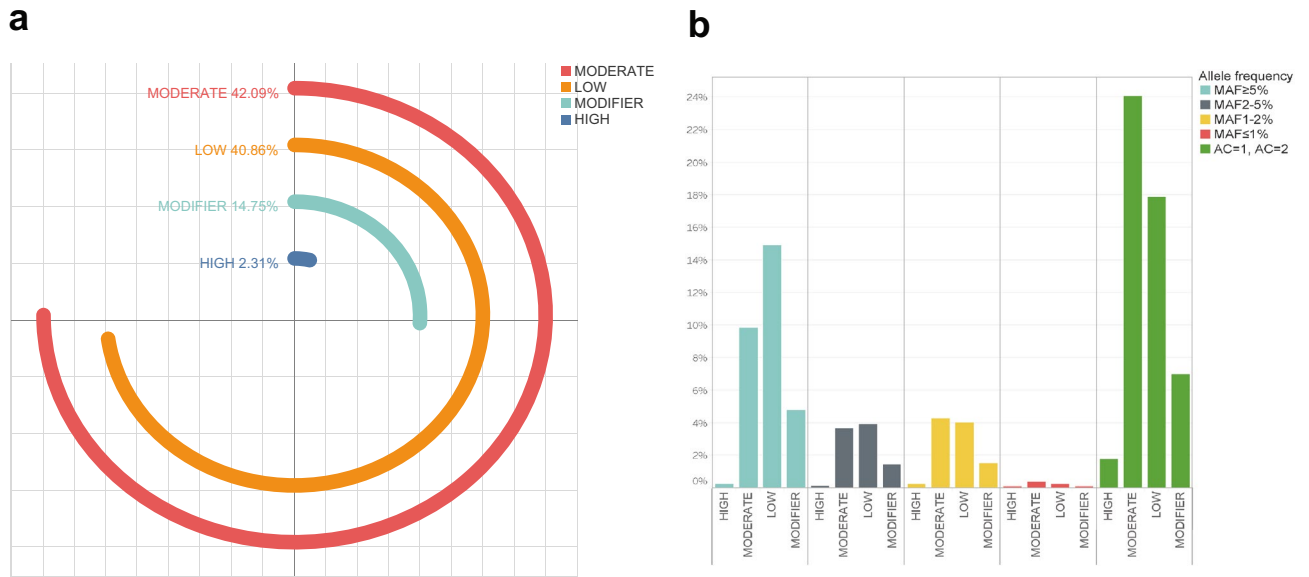 a
MODERATE 42.09%
LOW 40.86%
MODIFIER 14.75%
HIGH 2.31%
MODERATE
LOW
MODIFIER
HIGH
b
24%
22%
20%
18%
16%
14%
12%
10%
8%
6%
4%
2%
0%
HIGH
MODERATE
LOW
MODIFIER
HIGH
MODERATE
LOW
MODIFIER
HIGH
MODERATE
LOW
MODIFIER
HIGH
MODERATE
LOW
MODIFIER
HIGH
MODERATE
LOW
MODIFIER
Allele frequency
MAF≥5%
MAF2-5%
MAF1-2%
MAF≤1%
AC=1, AC=2